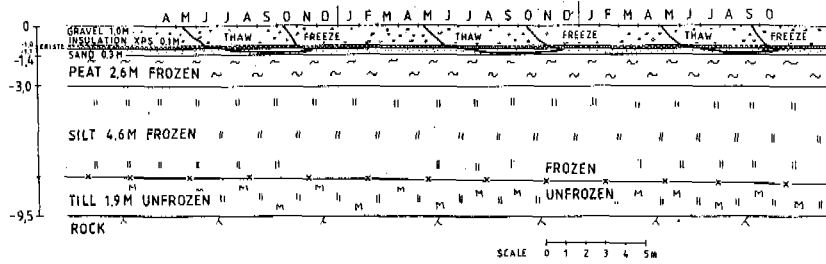 A M J J A S O N D J F M A M J J A S O N D J F M A M J J A S O
0
GRAVEL 1,0M
INSULATION XPS 0,1M
THAW FREEZE THAW FREEZE THAW FREEZE
SAND 0,3M
-1,4
PEAT 2,6M FROZEN
-3,0
SILT 4,6M FROZEN
FROZEN
UNFROZEN
TILL 1,9M UNFROZEN
-9,5
ROCK
SCALE 0 1 2 3 4 5m